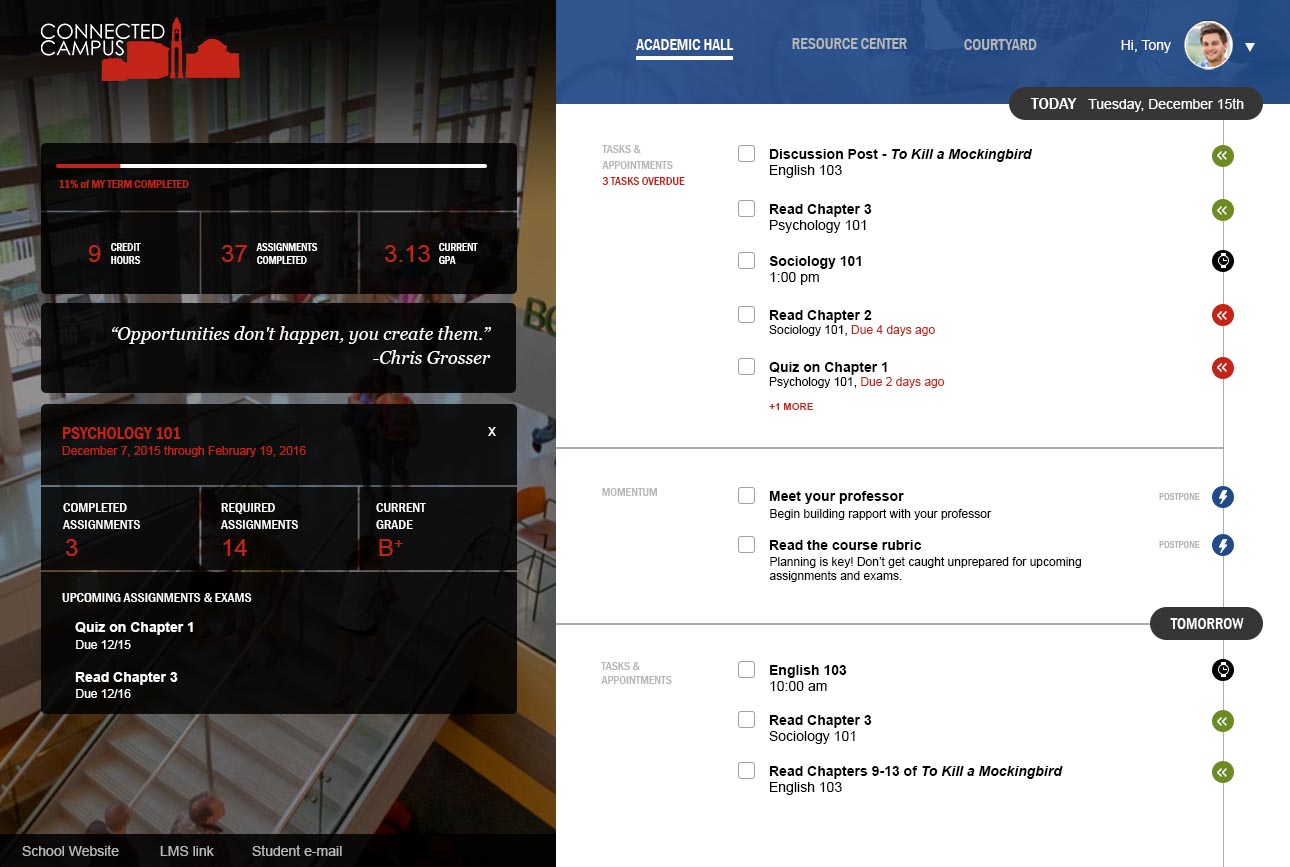 CONNECTED
CAMPUS
11% of MY TERM COMPLETED
9 CREDIT
HOURS
37 ASSIGNMENTS
COMPLETED
3.13 CURRENT
GPA
“Opportunities don't happen, you create them.”
-Chris Grosser
PSYCHOLOGY 101
X
December 7, 2015 through February 19, 2016
COMPLETED
ASSIGNMENTS
3
REQUIRED
ASSIGNMENTS
14
CURRENT
GRADE
B+
UPCOMING ASSIGNMENTS & EXAMS
Quiz on Chapter 1
Due 12/15
Read Chapter 3
Due 12/16
School Website
LMS link
Student e-mail
ACADEMIC HALL
RESOURCE CENTER
COURTYARD
Hi, Tony
TODAY Tuesday, December 15th
TASKS &
APPOINTMENTS
3 TASKS OVERDUE
Discussion Post - To Kill a Mockingbird
English 103
Read Chapter 3
Psychology 101
Sociology 101
1:00 pm
Read Chapter 2
Sociology 101, Due 4 days ago
Quiz on Chapter 1
Psychology 101, Due 2 days ago
+1 MORE
MOMENTUM
Meet your professor
Begin building rapport with your professor
POSTPONE
Read the course rubric
Planning is key! Don’t get caught unprepared for upcoming
assignments and exams.
POSTPONE
TOMORROW
TASKS &
APPOINTMENTS
English 103
10:00 am
Read Chapter 3
Sociology 101
Read Chapters 9-13 of To Kill a Mockingbird
English 103